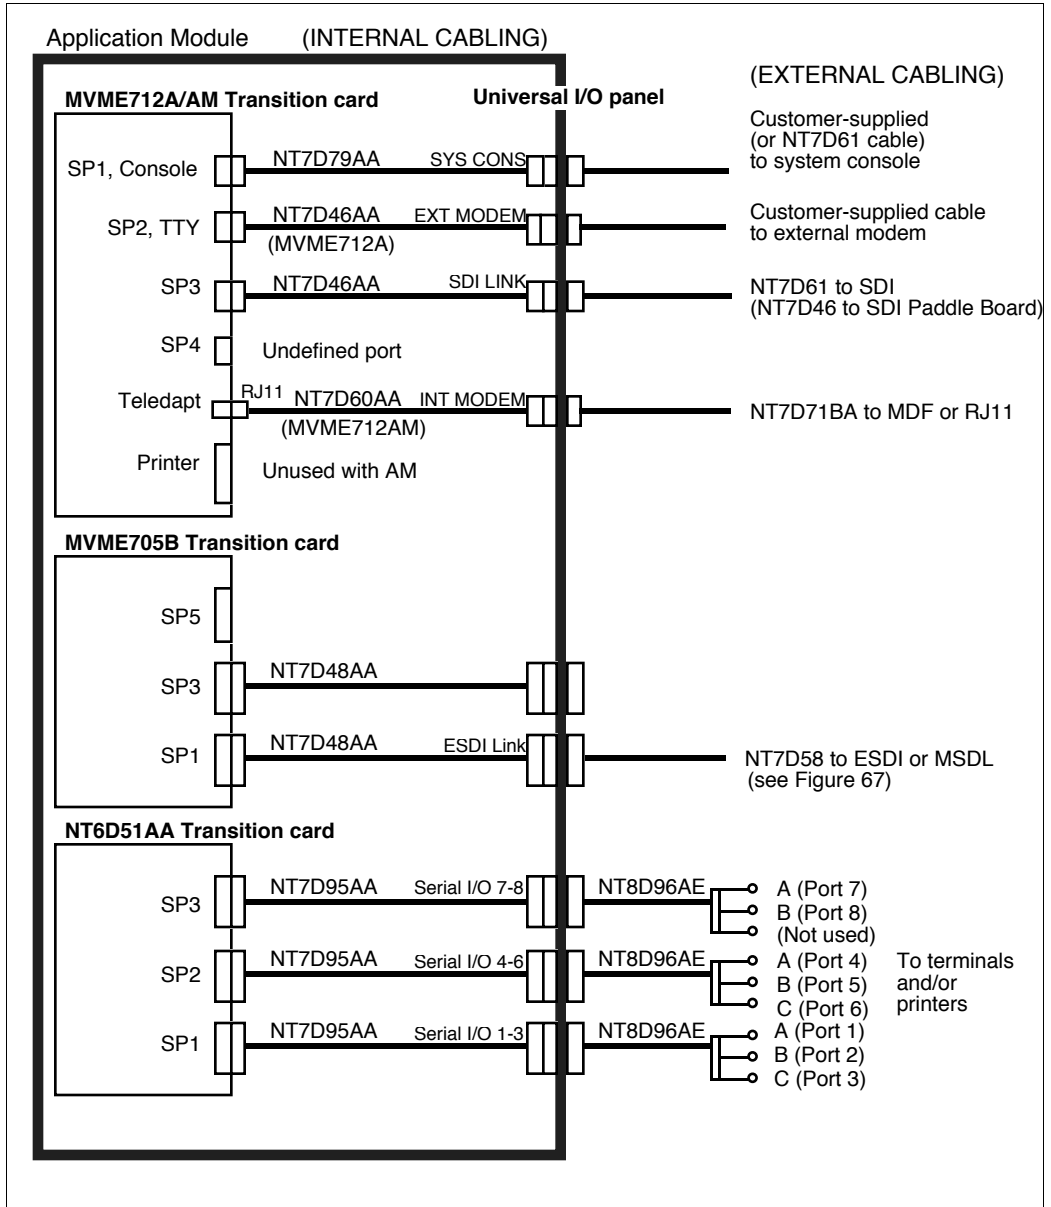 Application Module (INTERNAL CABLING)
(EXTERNAL CABLING)
MVME712A/AM Transition card
Universal I/O panel
SP1, Console
NT7D79AA
SYS CONS
Customer-supplied
(or NT7D61 cable)
to system console
SP2, TTY
NT7D46AA
EXT MODEM
(MVME712A)
Customer-supplied cable
to external modem
SP3
NT7D46AA
SDI LINK
NT7D61 to SDI
(NT7D46 to SDI Paddle Board)
SP4
Undefined port
Teledapt
RJ11
NT7D60AA
INT MODEM
(MVME712AM)
NT7D71BA to MDF or RJ11
Printer
Unused with AM
MVME705B Transition card
SP5
SP3
NT7D48AA
SP1
NT7D48AA
ESDI Link
NT7D58 to ESDI or MSDL
(see Figure 67)
NT6D51AA Transition card
SP3
NT7D95AA
Serial I/O 7-8
NT8D96AE
A (Port 7)
B (Port 8)
(Not used)
SP2
NT7D95AA
Serial I/O 4-6
NT8D96AE
A (Port 4)
B (Port 5)
C (Port 6)
To terminals
and/or
printers
SP1
NT7D95AA
Serial I/O 1-3
NT8D96AE
A (Port 1)
B (Port 2)
C (Port 3)